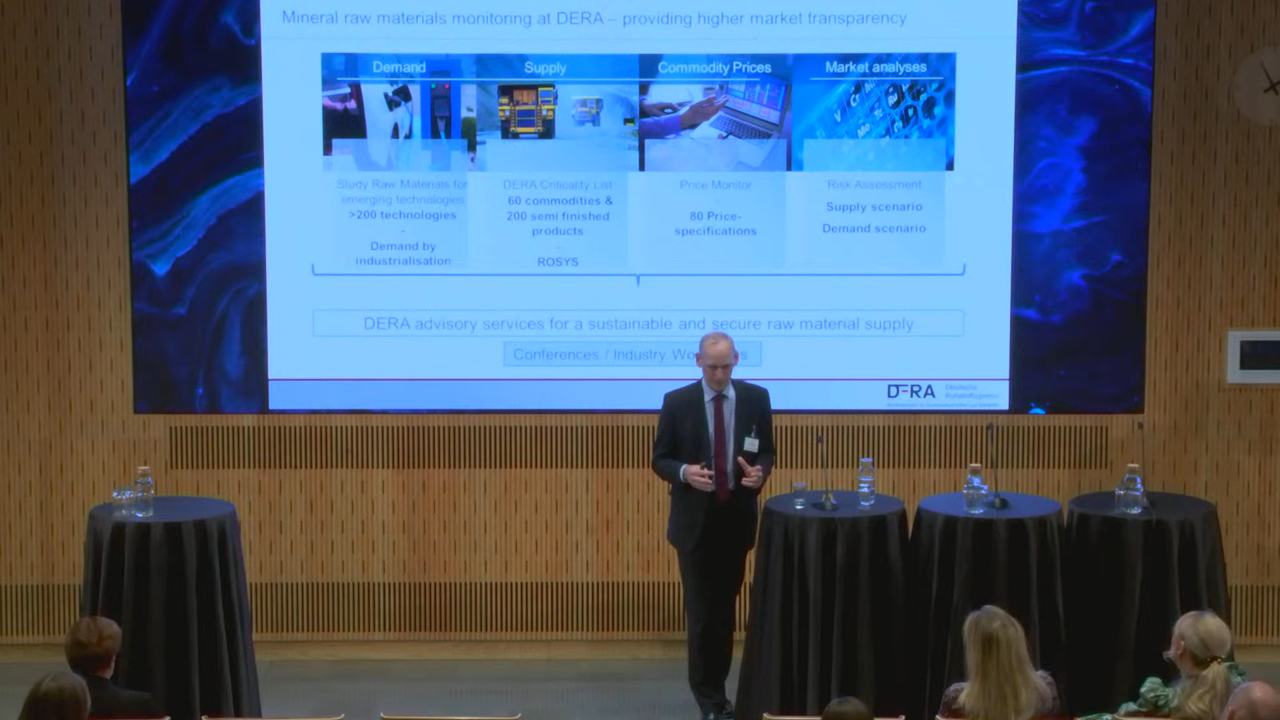 Mineral raw materials monitoring at DERA – providing higher market transparency
Demand
Supply
Commodity Prices
Market analyses
Study Raw Materials for
emerging technologies
>200 technologies
-
Demand by
industrialisation
DERA Criticality List
60 commodities &
200 semi finished
products
ROSYS
Price Monitor
80 Price-
specifications
Risk Assessment
Supply scenario
Demand scenario
DERA advisory services for a sustainable and secure raw material supply
Conferences / Industry
DERA
Deutsche
Rohstoffagentur